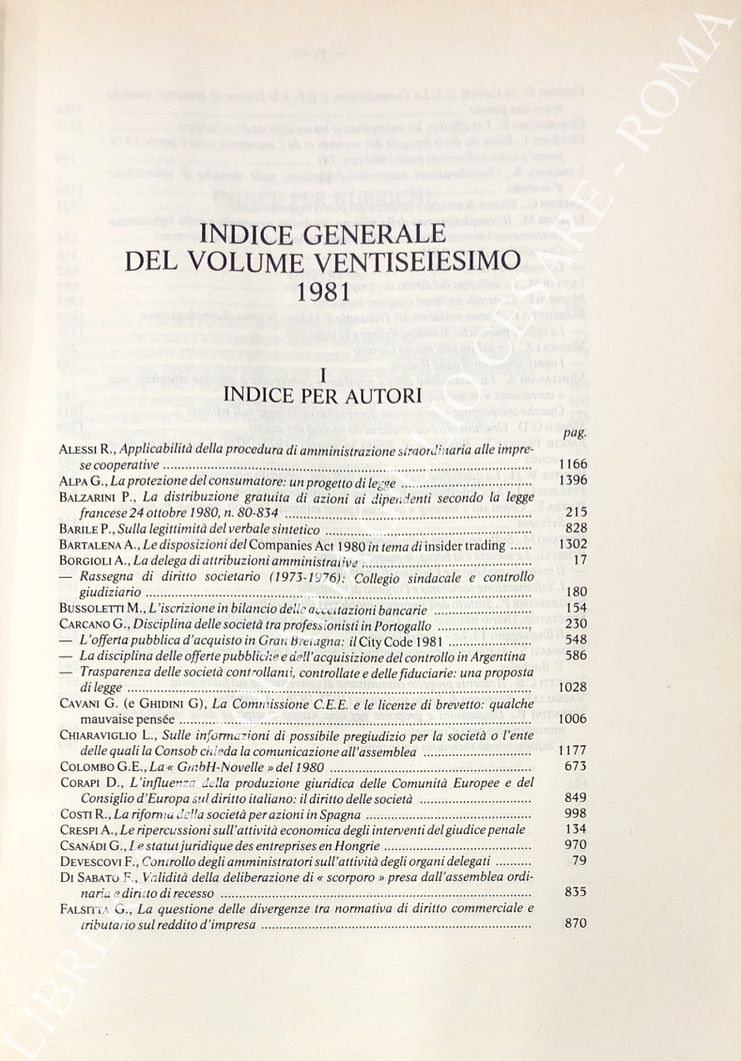 INDICE GENERALE
DEL VOLUME VENTISEIESIMO
1981
I
INDICE PER AUTORI
pag.
ALESSI R., Applicabilità della procedura di amministrazione straordinaria alle impre-
se cooperative ........ 1166
ALPA G., La protezione del consumatore: un progetto di legge ........ 1396
BALZARINI P., La distribuzione gratuita di azioni ai dipendenti secondo la legge
francese 24 ottobre 1980, n. 80-834 ........ 215
BARILE P., Sulla legittimità del verbale sintetico ........ 828
BARTALENA A., Le disposizioni del Companies Act 1980 in tema di insider trading ...... 1302
BORGIOLI A., La delega di attribuzioni amministrative ........ 17
— Rassegna di diritto societario (1973-1976): Collegio sindacale e controllo
giudiziario ........ 180
BUSSOLETTI M., L'iscrizione in bilancio delle accettazioni bancarie ........ 154
CARCANO G., Disciplina delle società tra professionisti in Portogallo ........ 230
— L'offerta pubblica d'acquisto in Gran Bretagna: il City Code 1981 ........ 548
— La disciplina delle offerte pubbliche e dell'acquisizione del controllo in Argentina 586
— Trasparenza delle società controllanti, controllate e delle fiduciarie: una proposta
di legge ........ 1028
CAVANI G. (e GHIDINI G), La Commissione C.E.E. e le licenze di brevetto: qualche
mauvaise pensée ........ 1006
CHIARAVIGLIO L., Sulle informazioni di possibile pregiudizio per la società o l'ente
delle quali la Consob chieda la comunicazione all'assemblea ........ 1177
COLOMBO G.E., La « GmbH-Novelle » del 1980 ........ 673
CORAPI D., L'influenza della produzione giuridica delle Comunità Europee e del
Consiglio d'Europa sul diritto italiano: il diritto delle società ........ 849
COSTI R., La riforma della società per azioni in Spagna ........ 998
CRESPI A., Le ripercussioni sull'attività economica degli interventi del giudice penale 134
CSANÁDI G., Le statut juridique des entreprises en Hongrie ........ 970
DEVESCOVI F., Controllo degli amministratori sull'attività degli organi delegati ........ 79
DI SABATO F., Validità della deliberazione di « scorporo » presa dall'assemblea ordi-
naria e diritto di recesso ........ 835
FALSITTA G., La questione delle divergenze tra normativa di diritto commerciale e
tributario sul reddito d'impresa ........ 870